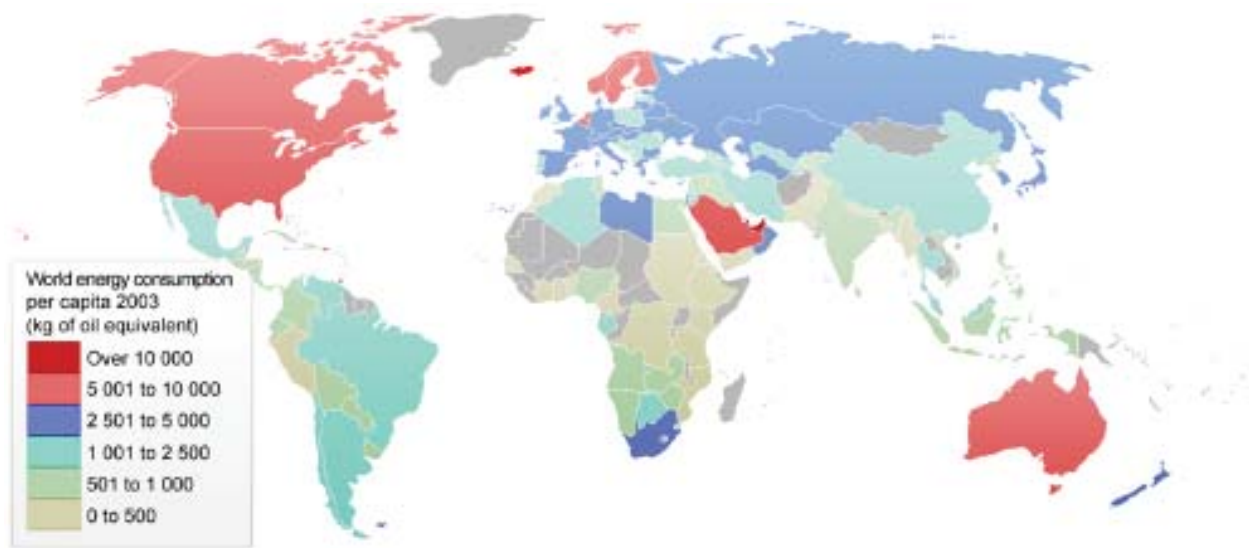 World energy consumption
per capita 2003
(kg of oil equivalent)
Over 10 000
5 001 to 10 000
2 501 to 5 000
1 001 to 2 500
501 to 1 000
0 to 500